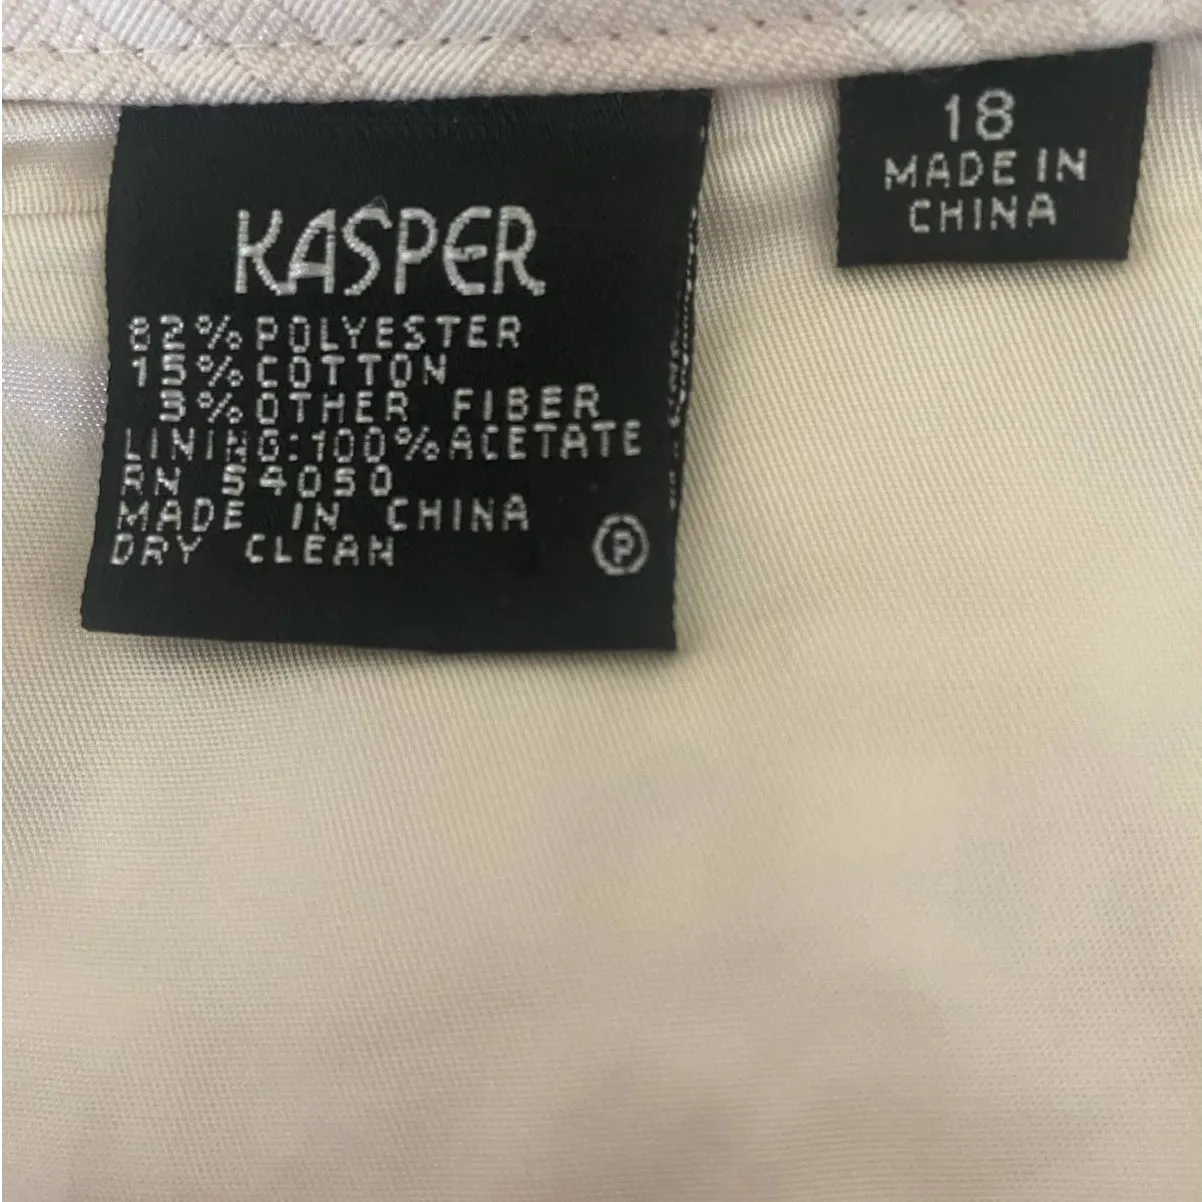 KASPER
82% POLYESTER
15% COTTON
3% OTHER FIBER
LINING: 100% ACETATE
RN 54050
MADE IN CHINA
DRY CLEAN Ⓟ
18
MADE IN
CHINA